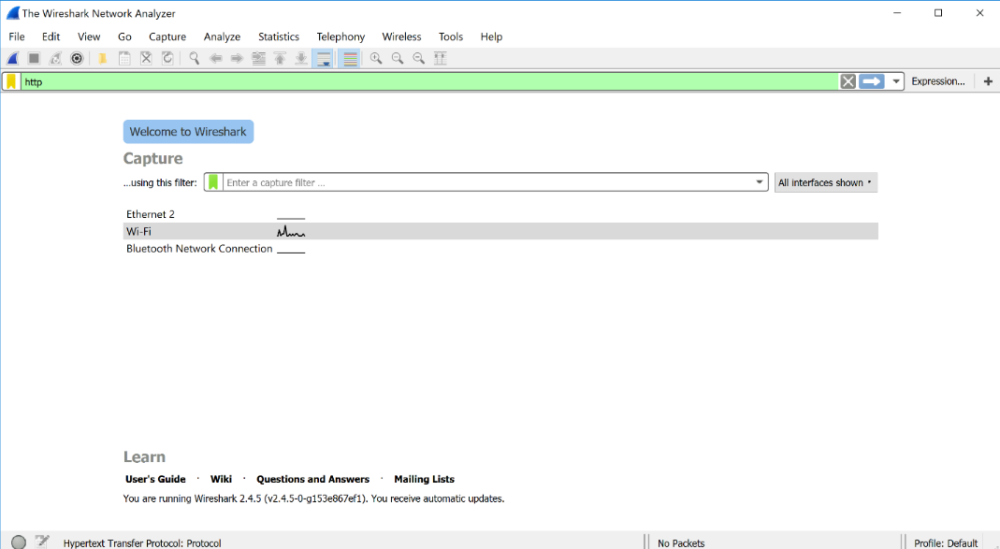 The Wireshark Network Analyzer
File Edit View Go Capture Analyze Statistics Telephony Wireless Tools Help
http Expression... +
Welcome to Wireshark
Capture
...using this filter: Enter a capture filter ... All interfaces shown
Ethernet 2
Wi-Fi
Bluetooth Network Connection
Learn
User's Guide · Wiki · Questions and Answers · Mailing Lists
You are running Wireshark 2.4.5 (v2.4.5-0-g153e867ef1). You receive automatic updates.
Hypertext Transfer Protocol: Protocol No Packets Profile: Default